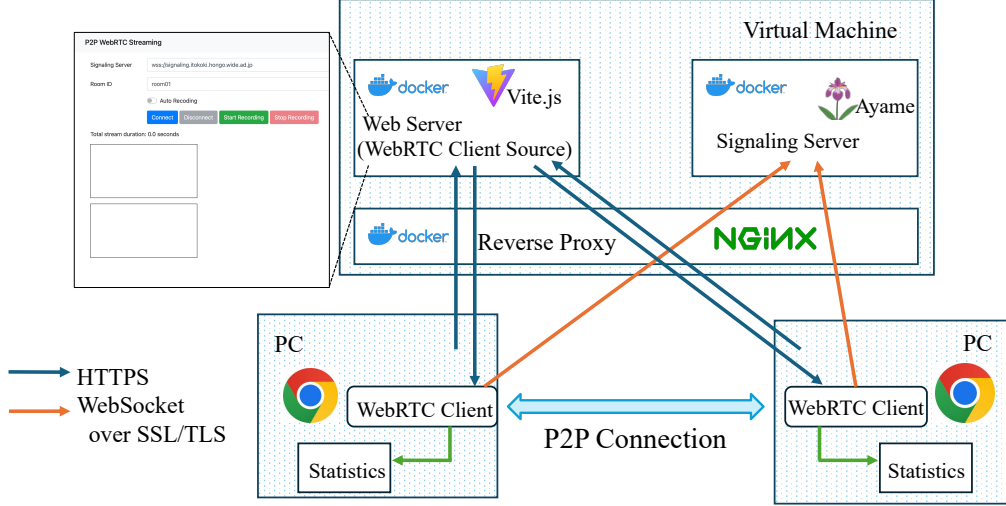 Virtual Machine
P2P WebRTC Streaming
Signaling Server
wss://signaling.itokoki.hongo.wide.ad.jp
Room ID
room01
Auto Recoding
Connect
Disconnect
Start Recording
Stop Recording
Total stream duration: 0.0 seconds
docker
Vite.js
Web Server
(WebRTC Client Source)
docker
Ayame
Signaling Server
docker
Reverse Proxy
NGINX
HTTPS
WebSocket
over SSL/TLS
PC
WebRTC Client
Statistics
P2P Connection
PC
WebRTC Client
Statistics